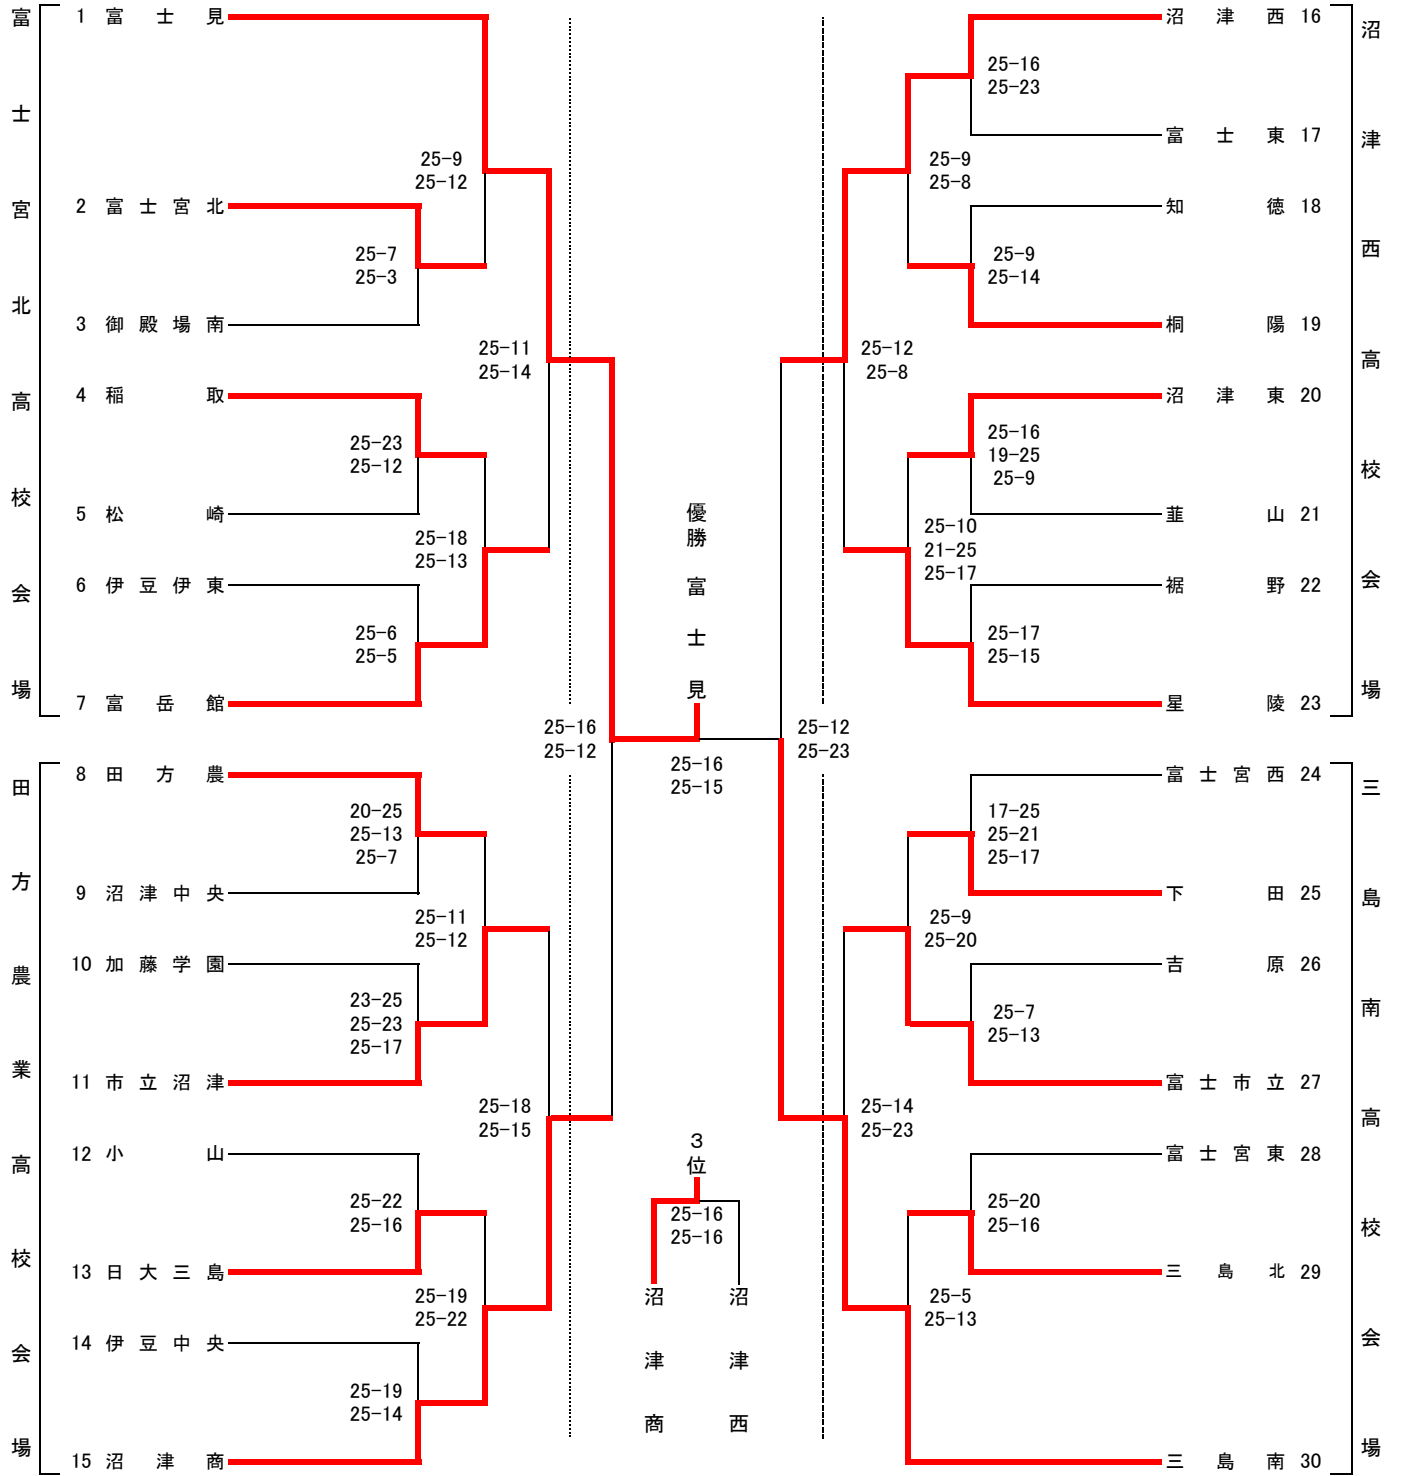 富士宮北高校会場
1 富士見
25-9
25-12
2 富士宮北
25-7
25-3
3 御殿場南
25-11
25-14
4 稲取
25-23
25-12
5 松崎
25-18
25-13
6 伊豆伊東
25-6
25-5
7 富岳館
25-16
25-12
田方農業高校会場
8 田方農
20-25
25-13
25-7
9 沼津中央
25-11
25-12
10 加藤学園
23-25
25-23
25-17
11 市立沼津
25-18
25-15
12 小山
25-22
25-16
13 日大三島
25-19
25-22
14 伊豆中央
25-19
25-14
15 沼津商
優勝 富士見
25-16
25-15
3位
25-16
25-16
沼津商
沼津西
沼津西高校会場
沼津西 16
25-16
25-23
富士東 17
25-9
25-8
知徳 18
25-9
25-14
桐陽 19
25-12
25-8
沼津東 20
25-16
19-25
25-9
韮山 21
25-10
21-25
25-17
裾野 22
25-17
25-15
星陵 23
25-12
25-23
三島南高校会場
富士宮西 24
17-25
25-21
25-17
下田 25
25-9
25-20
吉原 26
25-7
25-13
富士市立 27
25-14
25-23
富士宮東 28
25-20
25-16
三島北 29
25-5
25-13
三島南 30